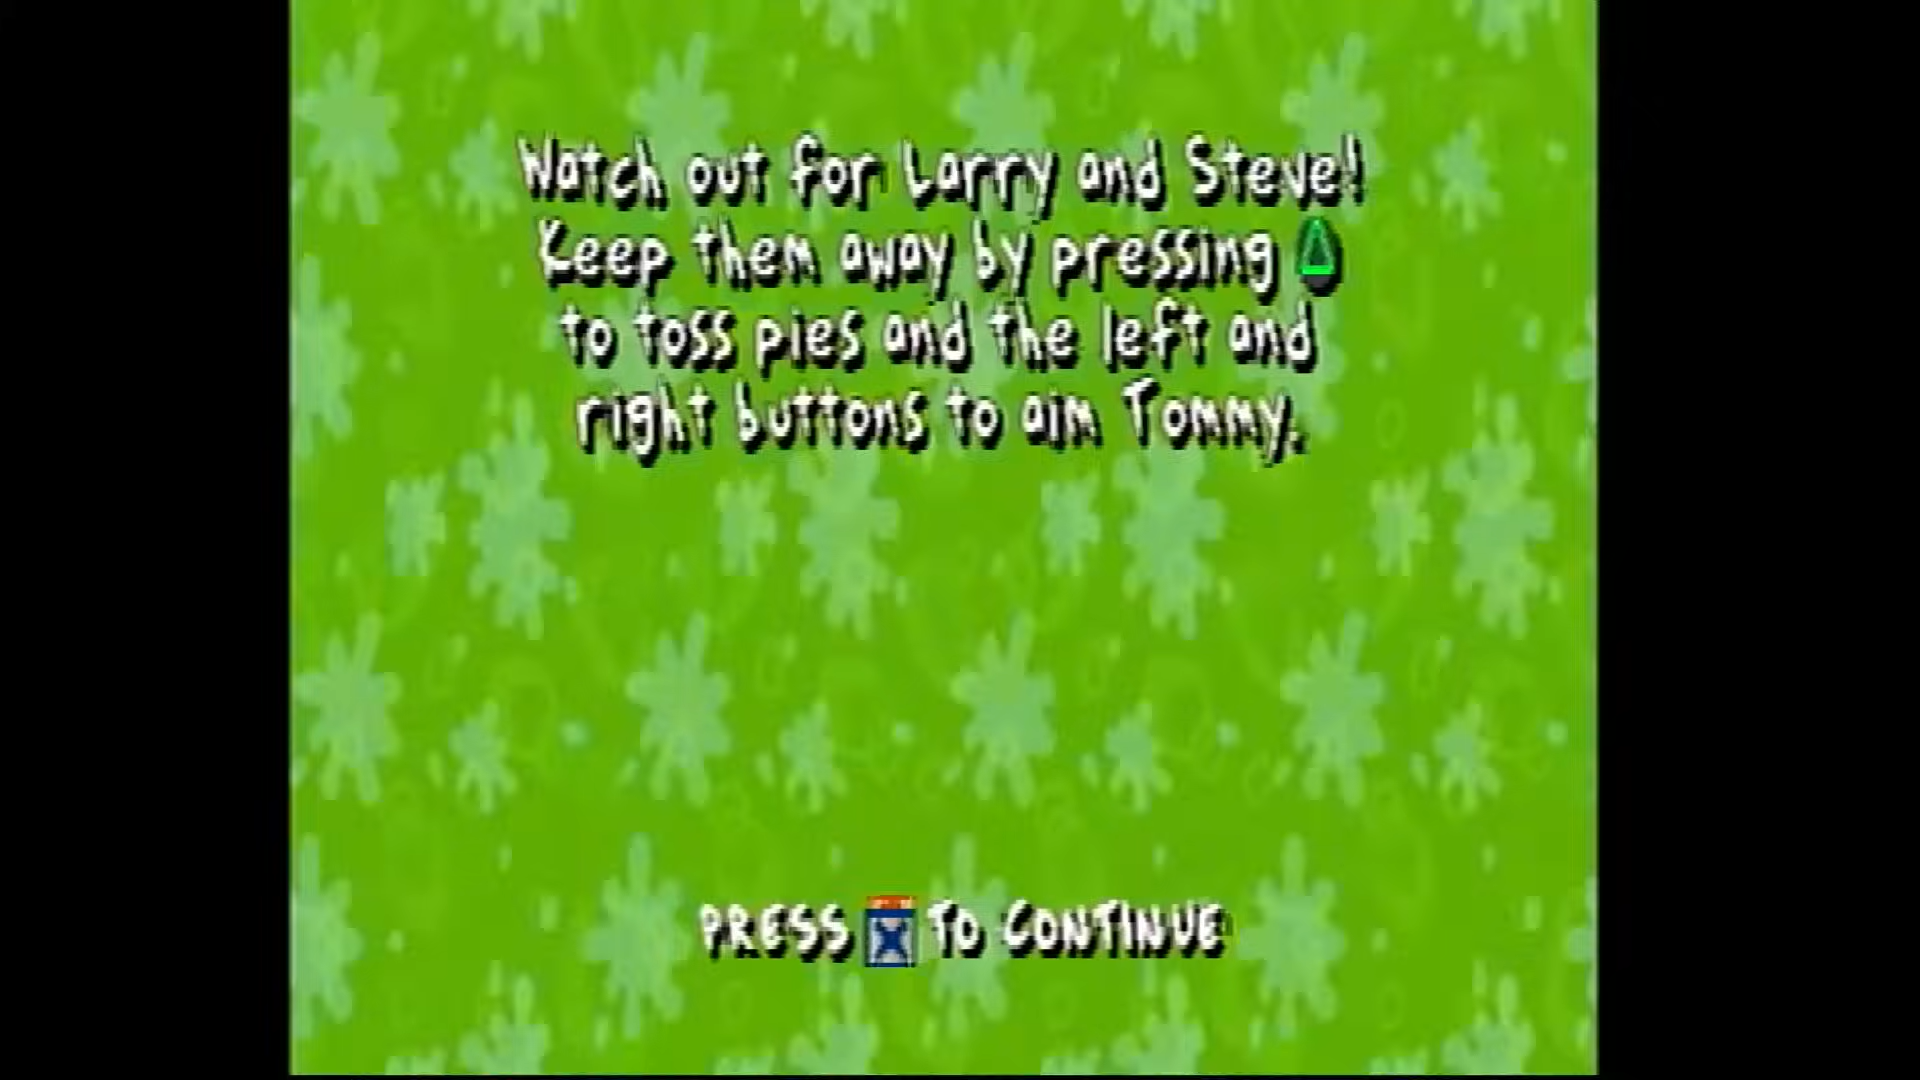 Watch out for Larry and Steve!
Keep them away by pressing △
to toss pies and the left and
right buttons to aim Tommy.
PRESS X TO CONTINUE